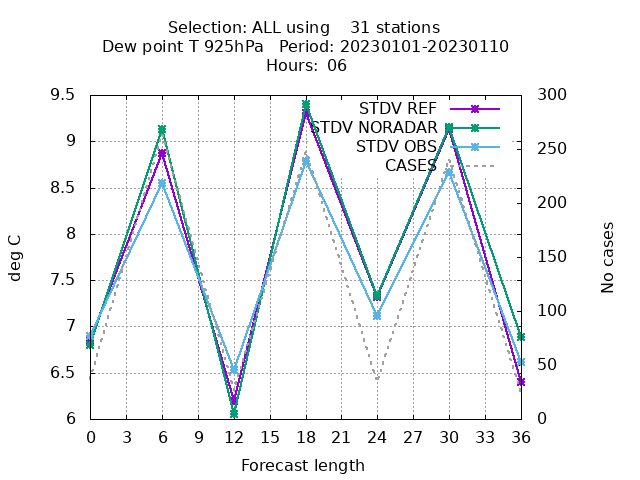 Selection: ALL using 31 stations
Dew point T 925hPa Period: 20230101-20230110
Hours: 06
STDV REF
STDV NORADAR
STDV OBS
CASES
9.5
9
8.5
8
7.5
7
6.5
6
300
250
200
150
100
50
0
deg C
No cases
0 3 6 9 12 15 18 21 24 27 30 33 36
Forecast length